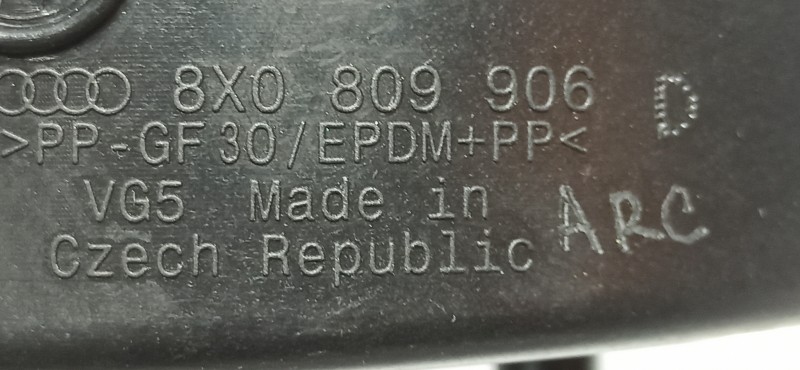 8X0 809 906 D
>PP-GF30/EPDM+PP<
VG5 Made in
Czech Republic
ARC